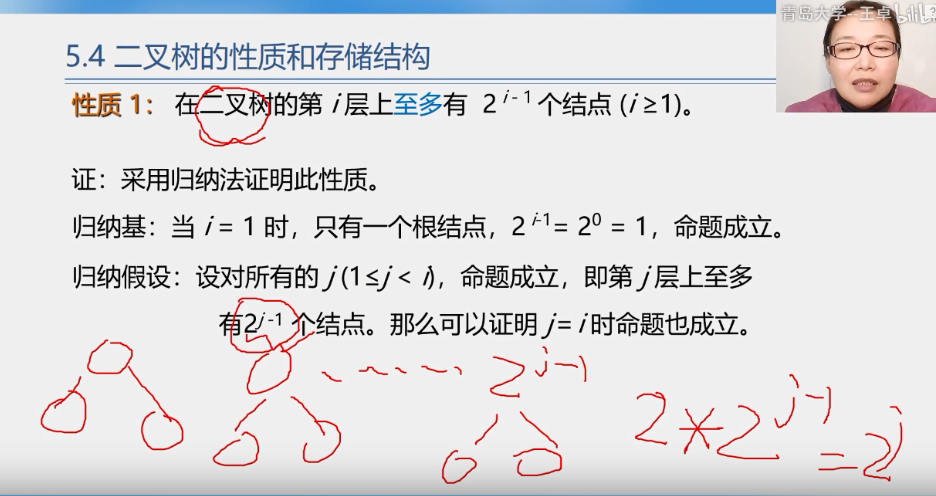 青岛大学-王卓 bilibili
5.4 二叉树的性质和存储结构
性质 1： 在二叉树的第 i 层上至多有 2^{i-1} 个结点 (i ≥1)。
证：采用归纳法证明此性质。
归纳基：当 i = 1 时，只有一个根结点，2^{i-1}= 2^0 = 1，命题成立。
归纳假设：设对所有的 j (1≤j < i)，命题成立，即第 j 层上至多
有2^{j-1} 个结点。那么可以证明 j= i 时命题也成立。
2^{j-1}
2*2^{j-1}
=2^j